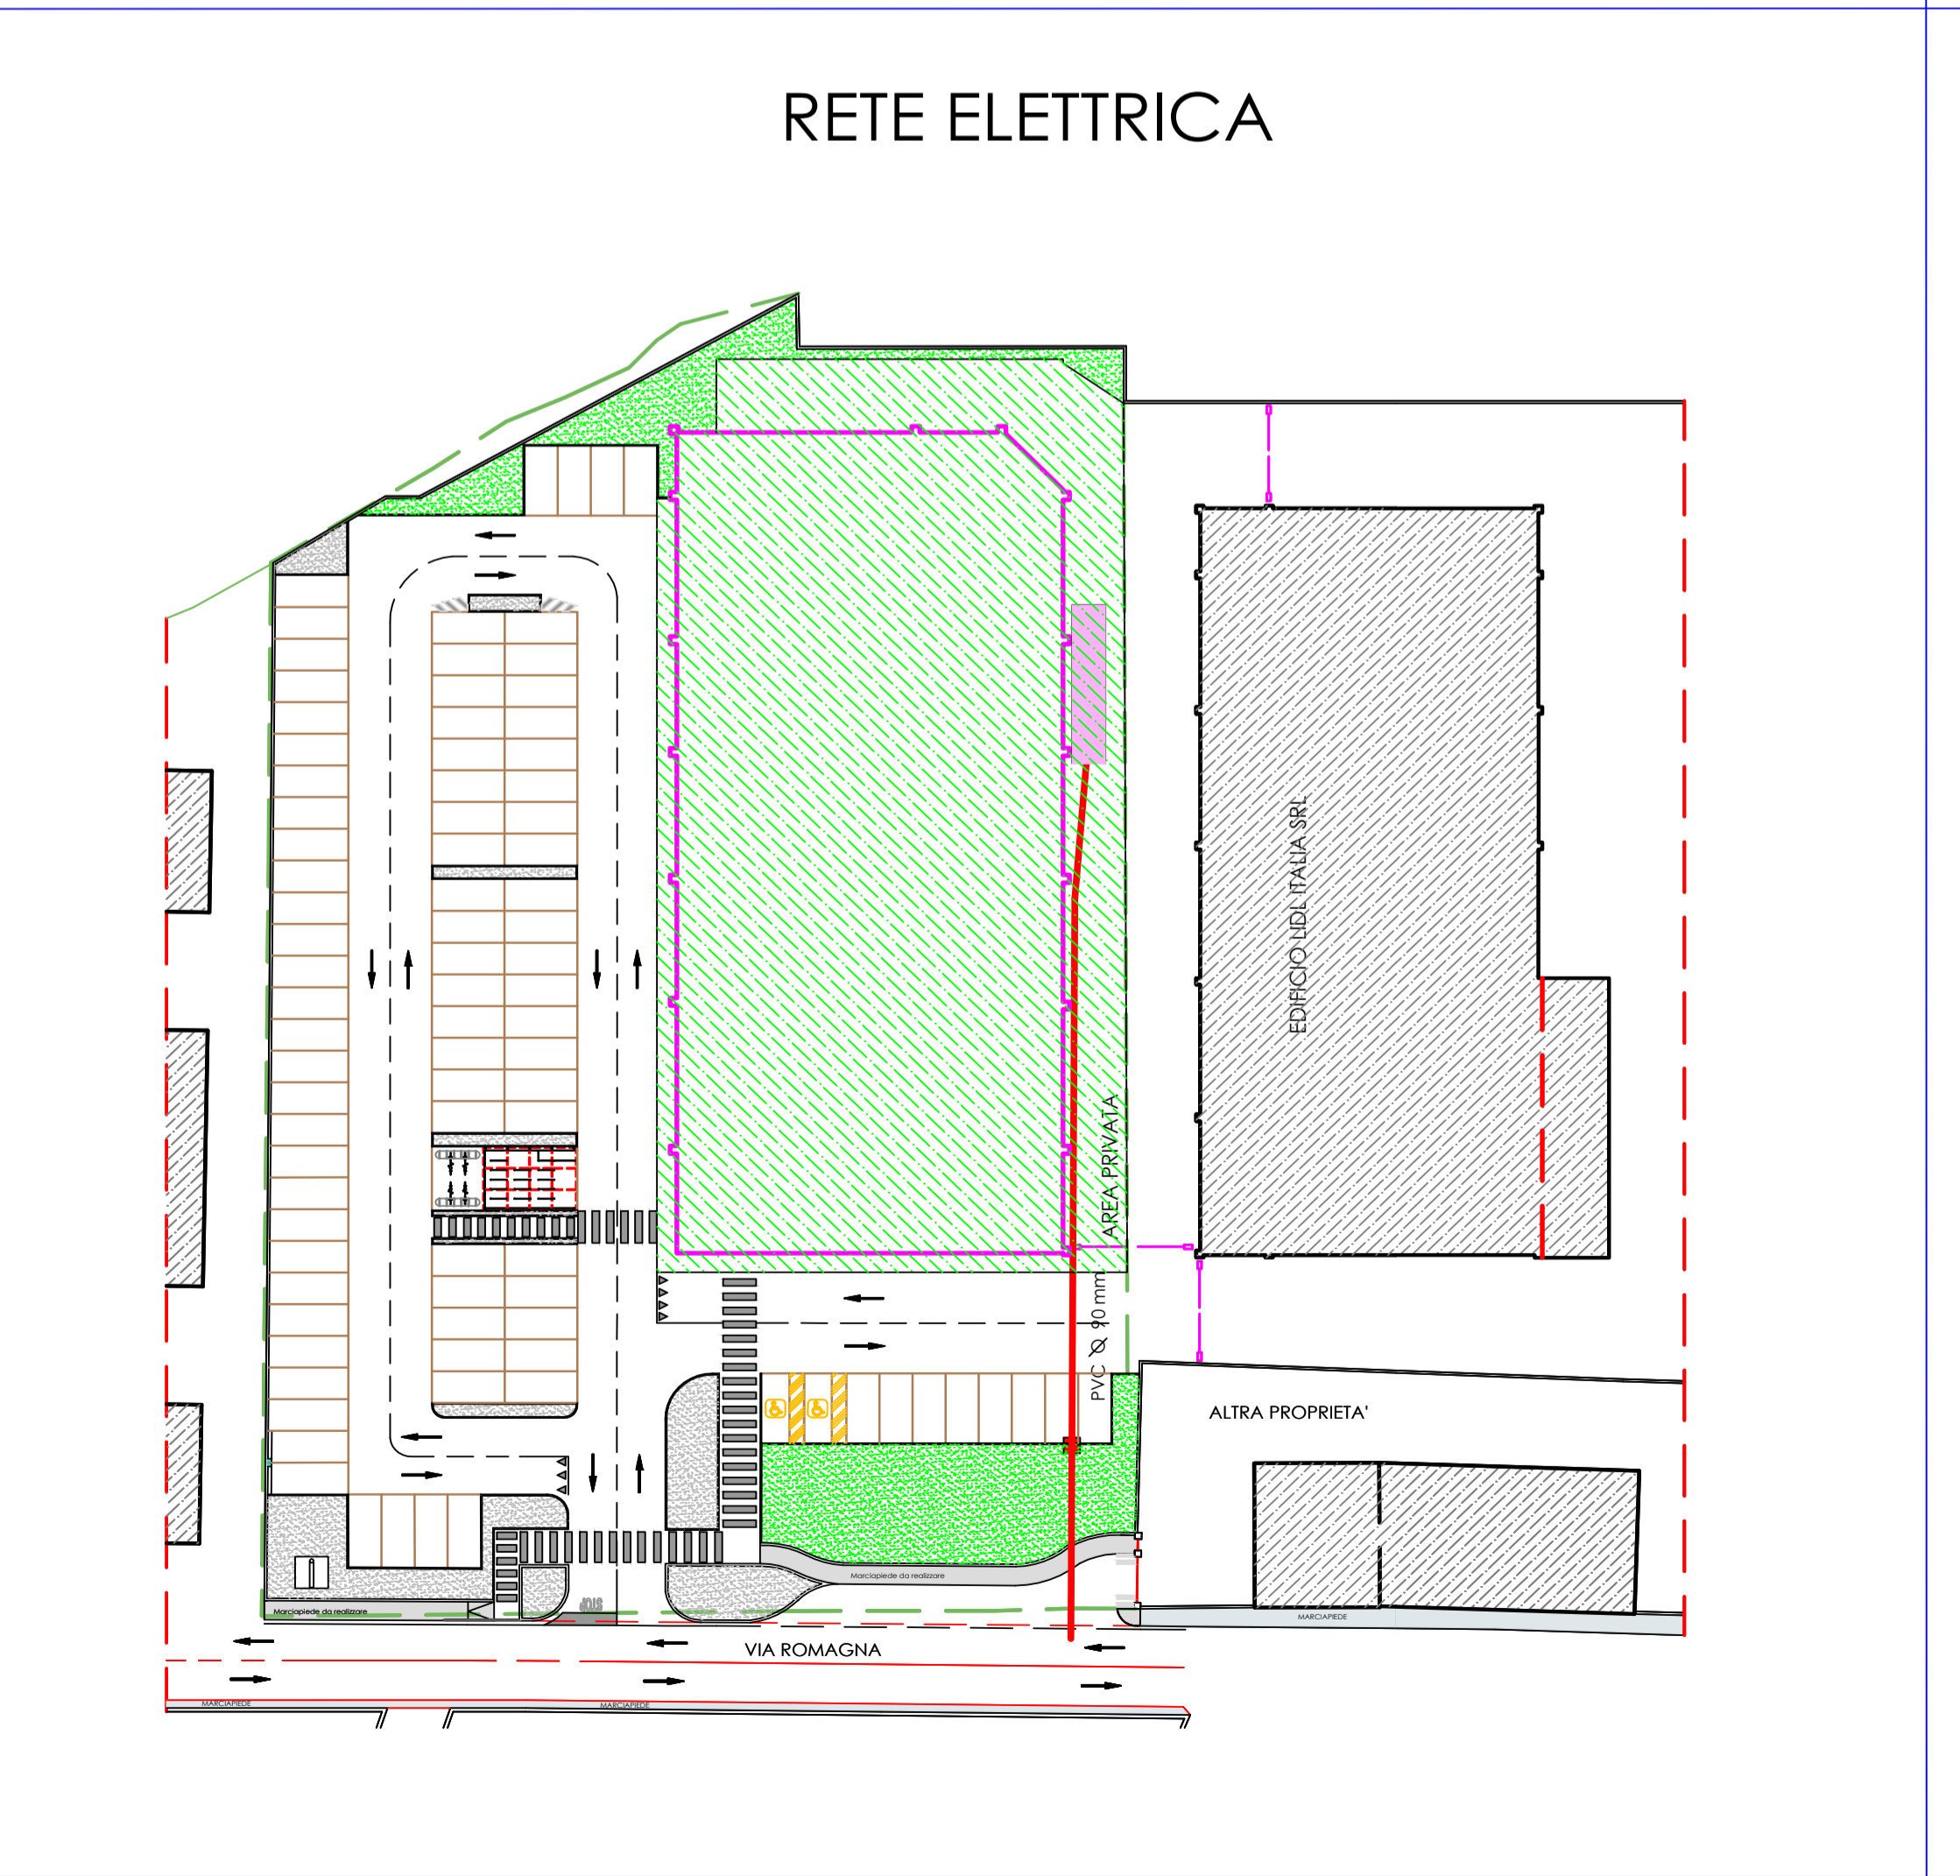 RETE ELETTRICA
EDIFICIO LIDL ITALIA SRL
AREA PRIVATA
PVC Ø 90 mm
ALTRA PROPRIETA'
Marciapiede da realizzare
Marciapiede da realizzare
STOP
MARCIAPIEDE
VIA ROMAGNA
MARCIAPIEDE
MARCIAPIEDE